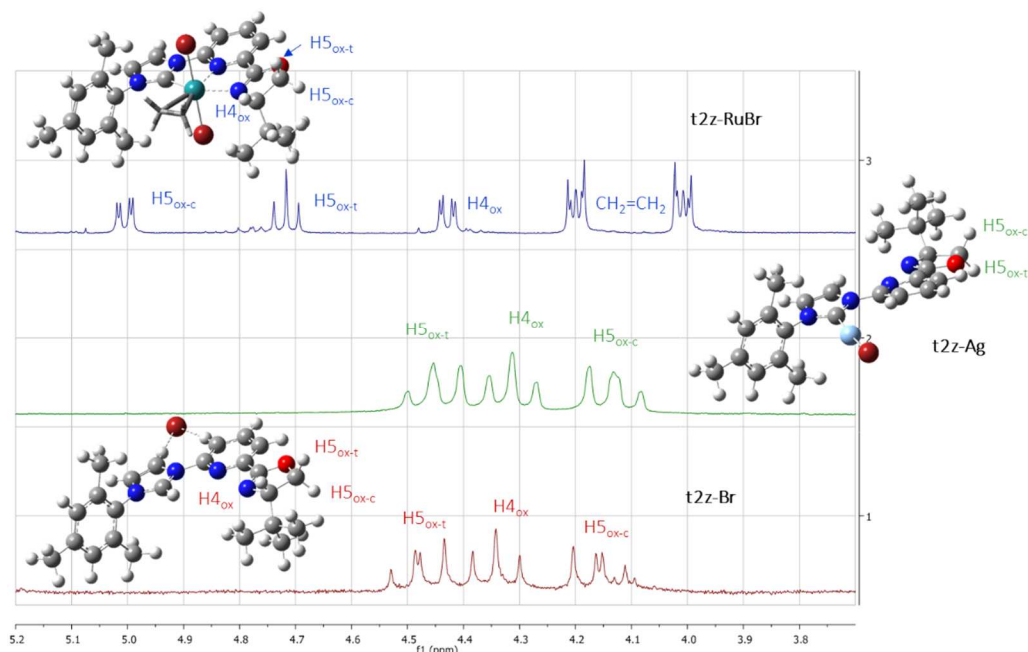 H5ox-t
H5ox-c
H4ox
t2z-RuBr
3
H5ox-c
H5ox-t
H4ox
CH2=CH2
H5ox-c
H5ox-t
H5ox-t
H4ox
H5ox-c
2
t2z-Ag
H5ox-t
H4ox
H5ox-c
t2z-Br
H5ox-t
H4ox
H5ox-c
1
5.2 5.1 5.0 4.9 4.8 4.7 4.6 4.5 4.4 4.3 4.2 4.1 4.0 3.9 3.8
f1 (ppm)